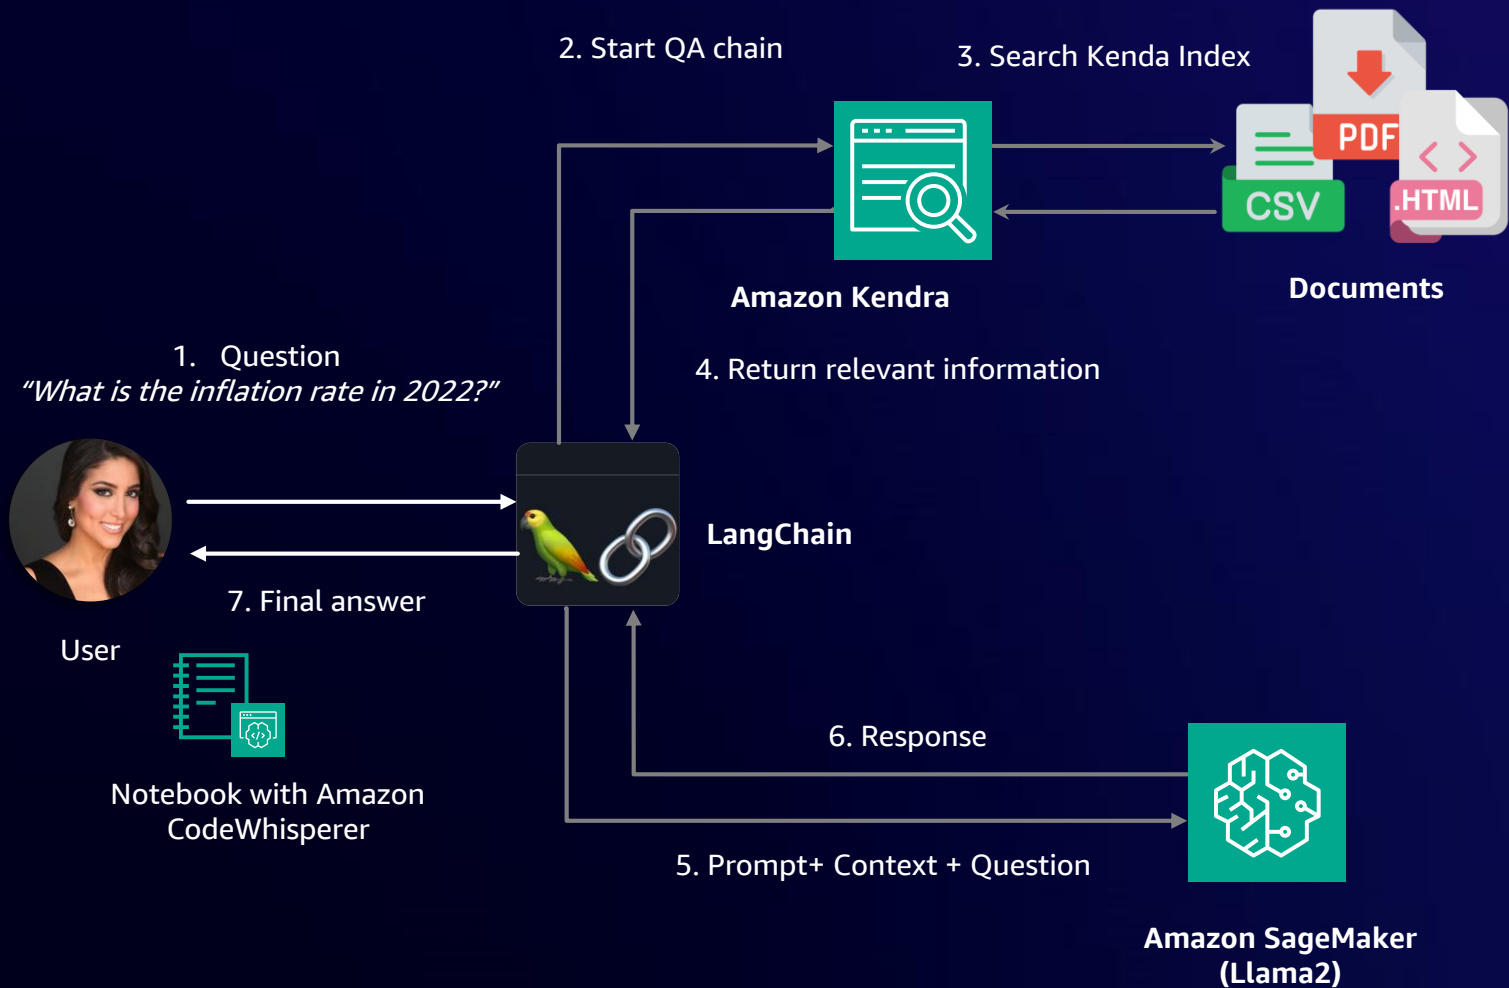 2. Start QA chain
3. Search Kenda Index
PDF
CSV
.HTML
Amazon Kendra
Documents
1. Question
“What is the inflation rate in 2022?”
4. Return relevant information
LangChain
7. Final answer
User
6. Response
Notebook with Amazon
CodeWhisperer
5. Prompt+ Context + Question
Amazon SageMaker
(Llama2)